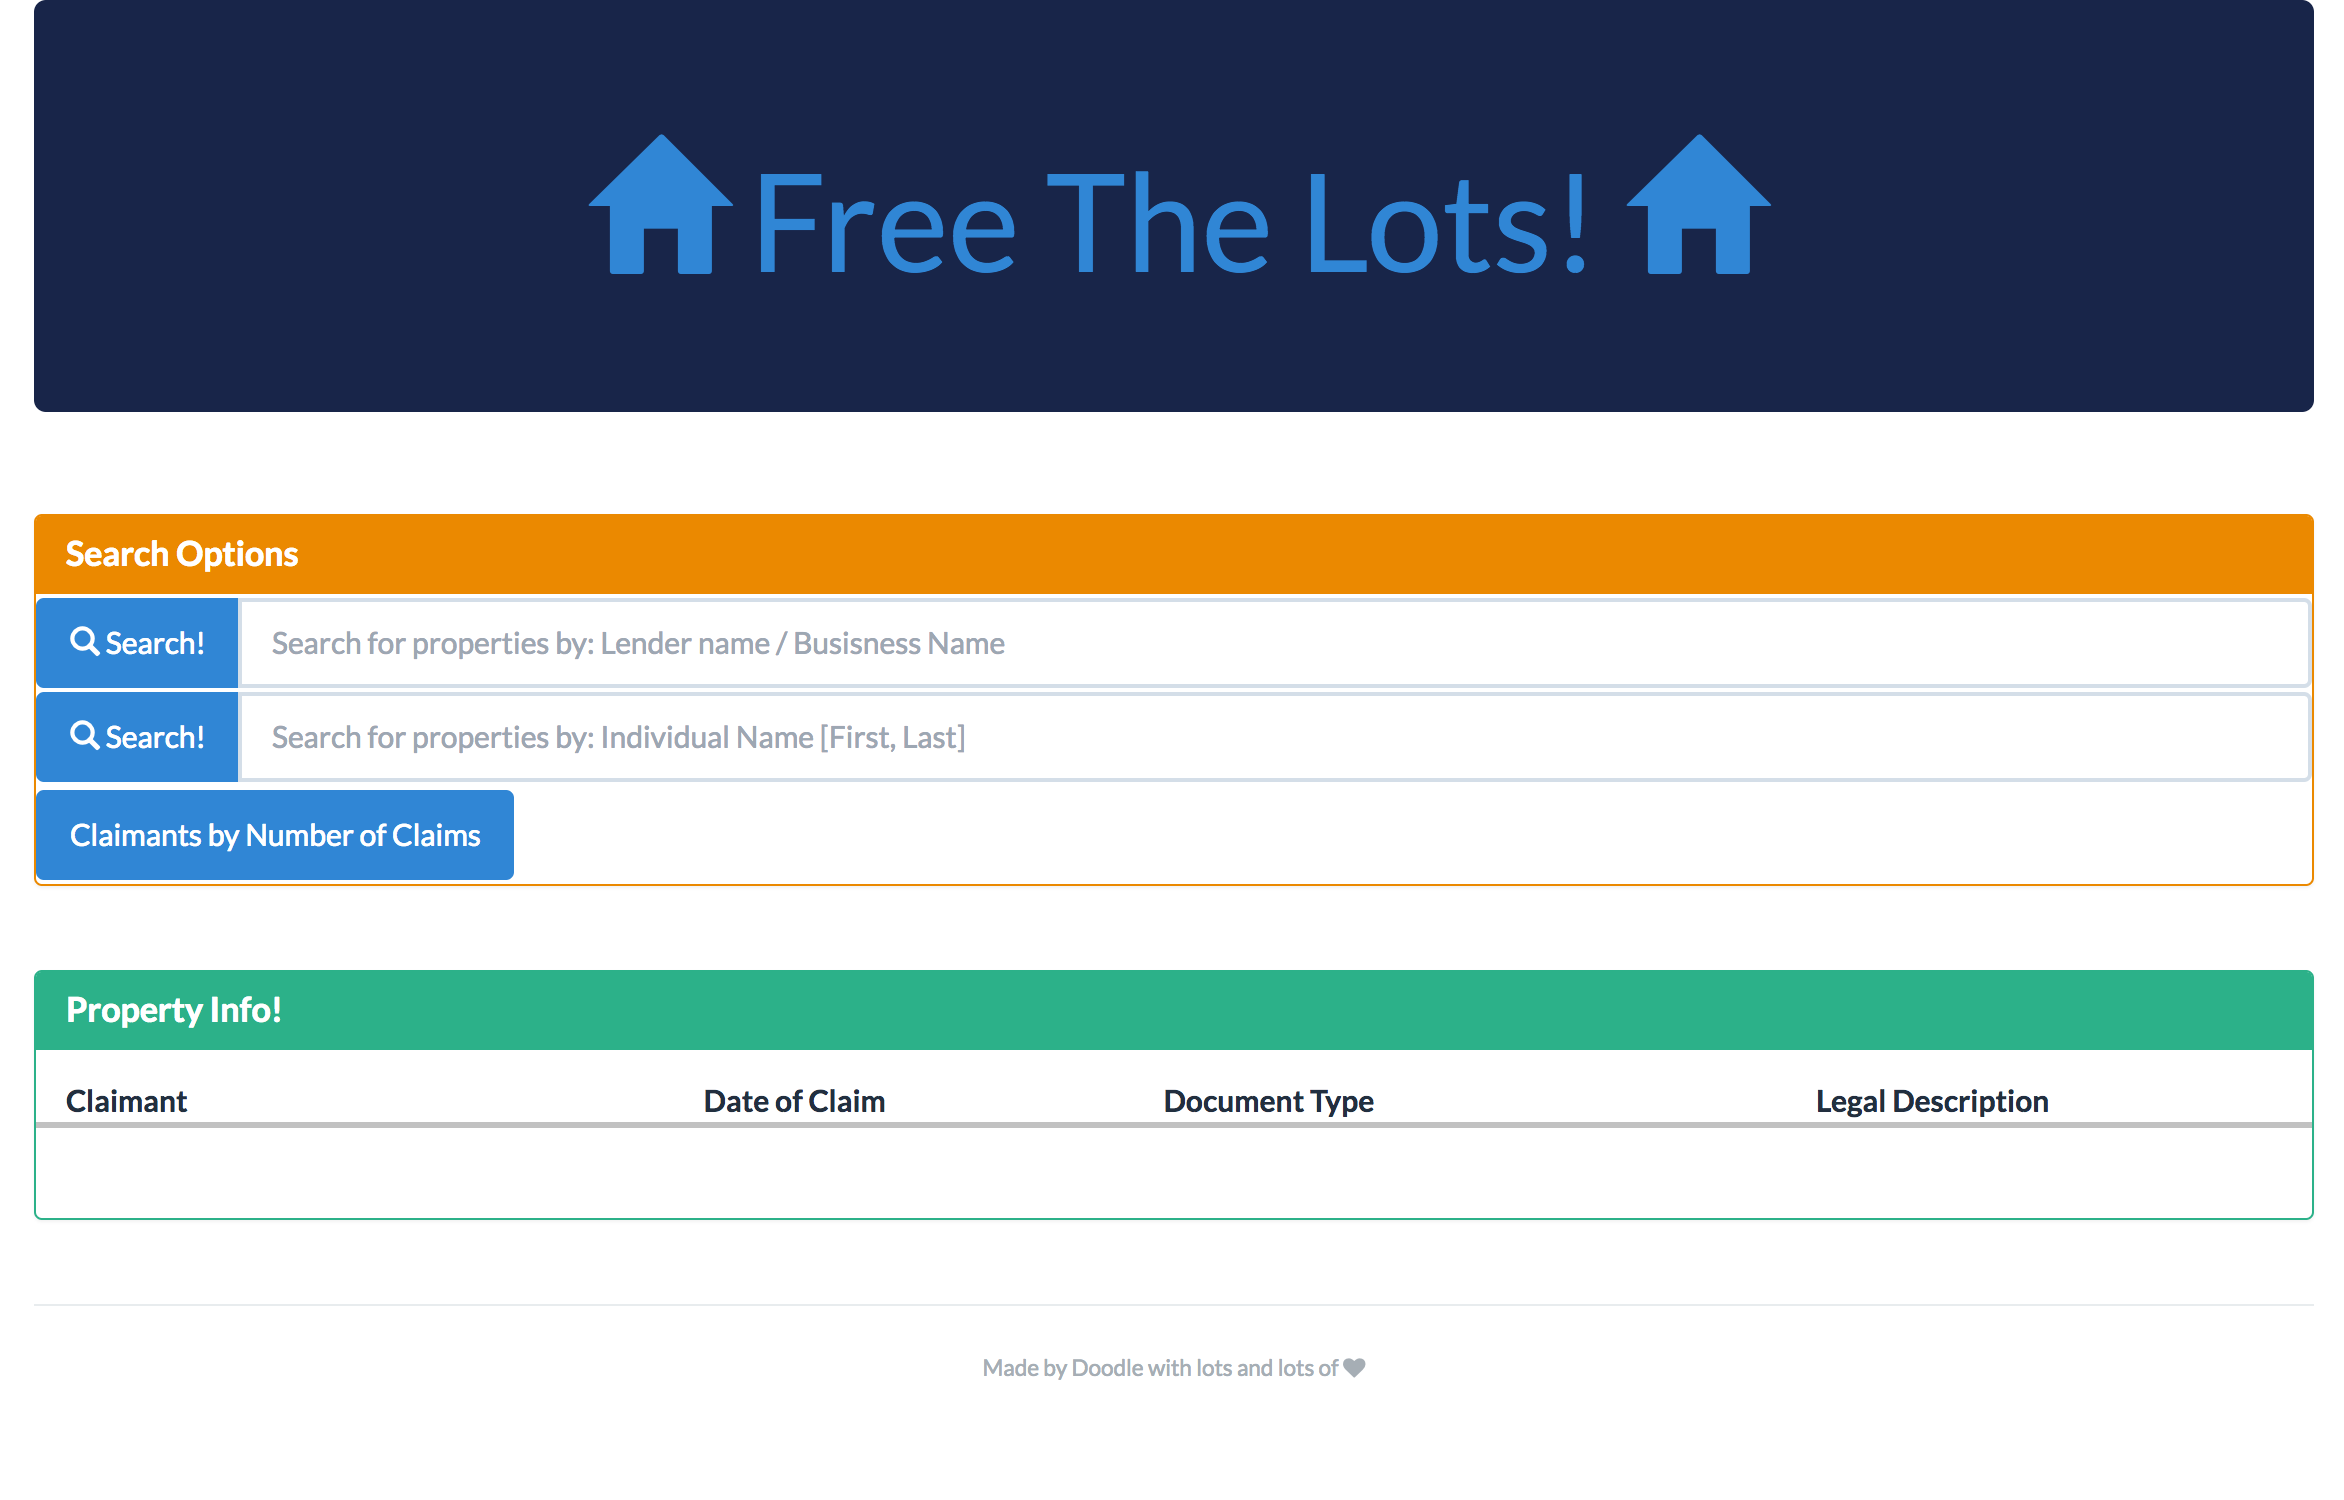 Free The Lots!
Search Options
Search!
Search for properties by: Lender name / Busisness Name
Search!
Search for properties by: Individual Name [First, Last]
Claimants by Number of Claims
Property Info!
Claimant Date of Claim Document Type Legal Description
Made by Doodle with lots and lots of